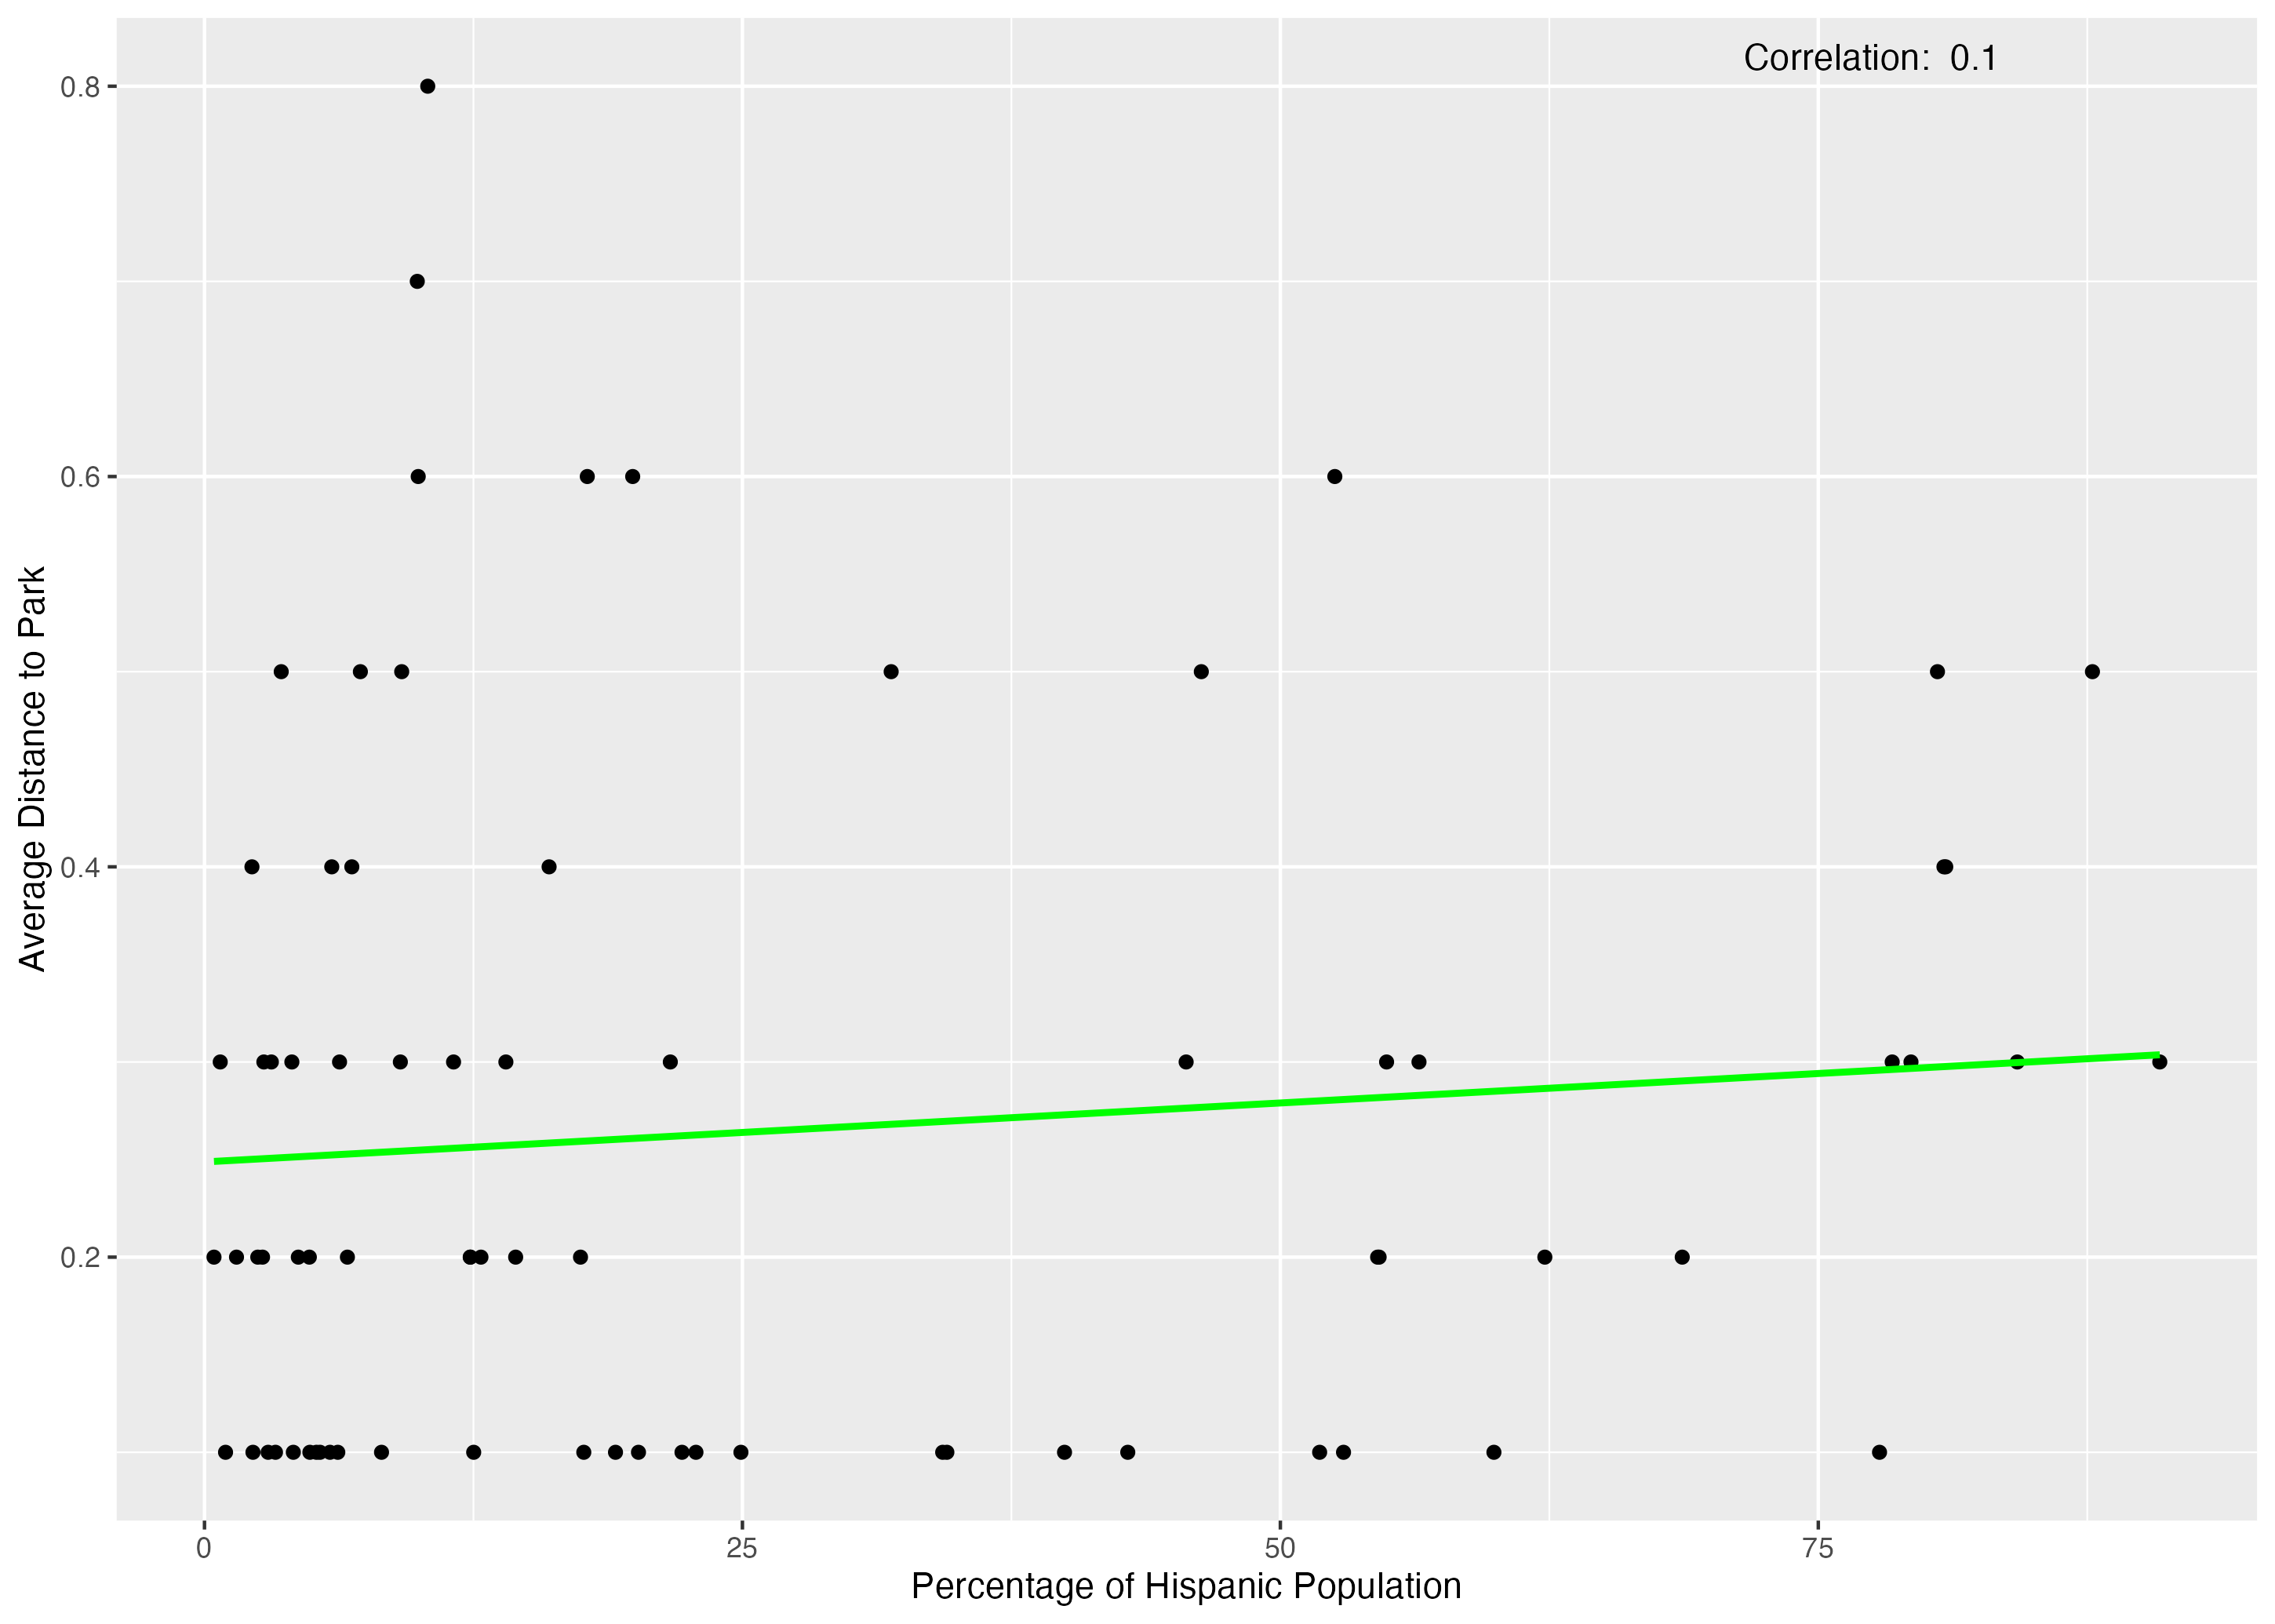 Correlation:  0.1
0.8
0.6
0.4
0.2
Average Distance to Park
0 25 50 75
Percentage of Hispanic Population